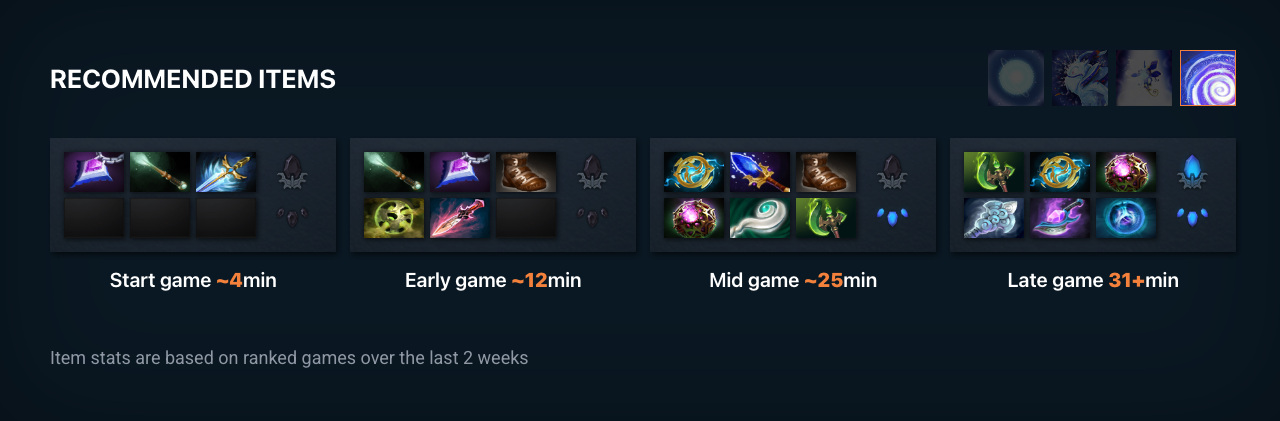 RECOMMENDED ITEMS
Start game ~4min
Early game ~12min
Mid game ~25min
Late game 31+min
Item stats are based on ranked games over the last 2 weeks